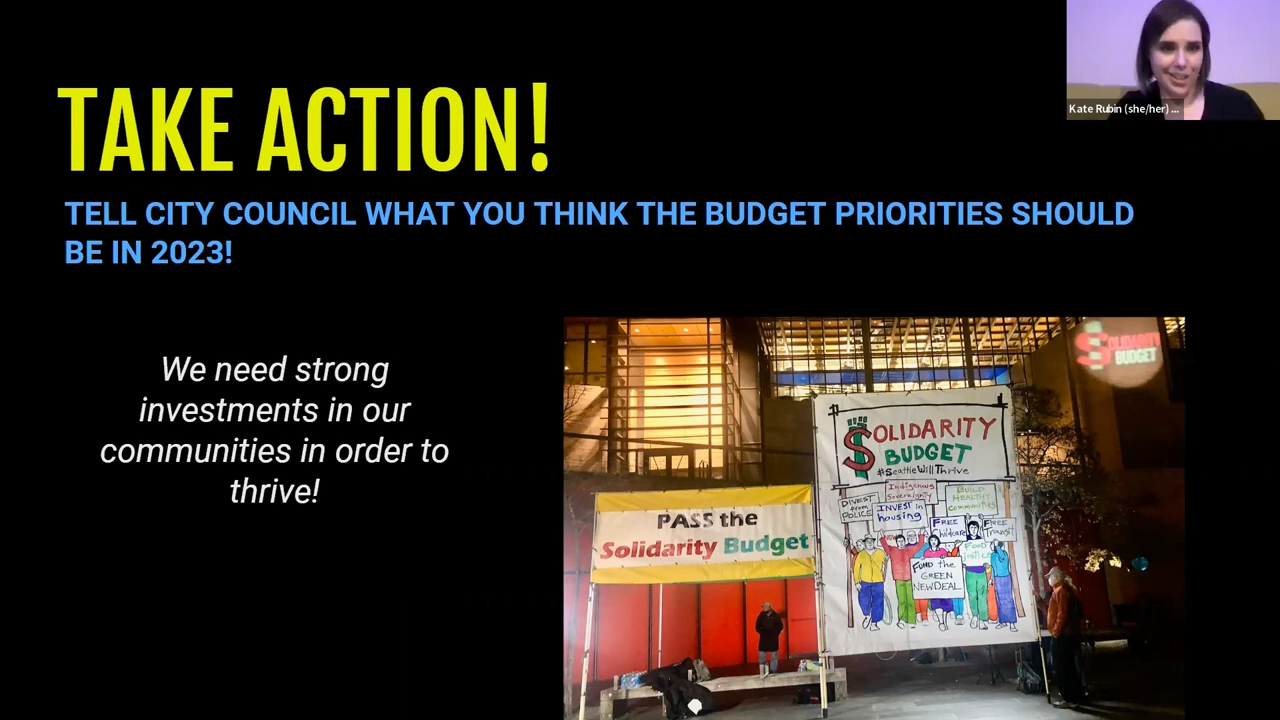 Kate Rubin (she/her) ...
TAKE ACTION!
TELL CITY COUNCIL WHAT YOU THINK THE BUDGET PRIORITIES SHOULD
BE IN 2023!
We need strong
investments in our
communities in order to
thrive!
SOLIDARITY
BUDGET
SOLIDARITY
BUDGET
#SeattleWillThrive
DIVEST
from
POLICE
Indigenous
Sovereignty
INVEST in
housing
BUILD
HEALTHY
communities
FREE
Childcare
FREE
Transit
Food
Justice
FUND the
GREEN
NEW DEAL
PASS the
Solidarity Budget